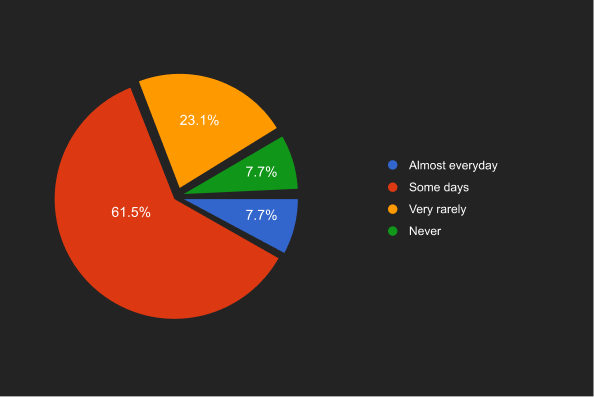 23.1%
7.7%
61.5%
7.7%
Almost everyday
Some days
Very rarely
Never